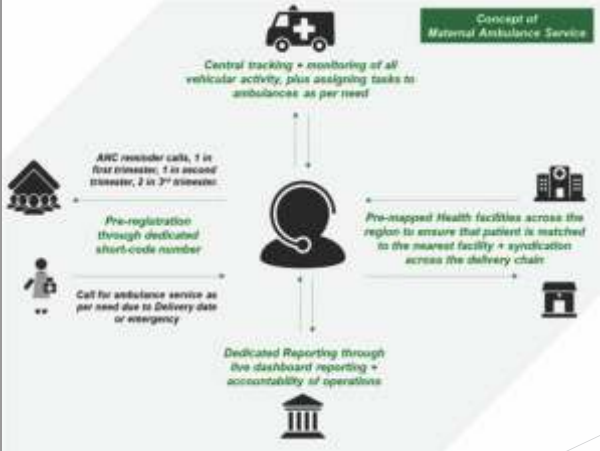 Concept of
Maternal Ambulance Service
Central tracking + monitoring of all
vehicular activity, plus assigning tasks to
ambulances as per need
ANC reminder calls, 1 in
first trimester, 1 in second
trimester, 2 in 3rd trimester.
Pre-registration
through dedicated
short-code number
Call for ambulance service as
per need due to Delivery date
or emergency
Pre-mapped Health facilities across the
region to ensure that patient is matched
to the nearest facility + syndication
across the delivery chain
Dedicated Reporting through
live dashboard reporting +
accountability of operations